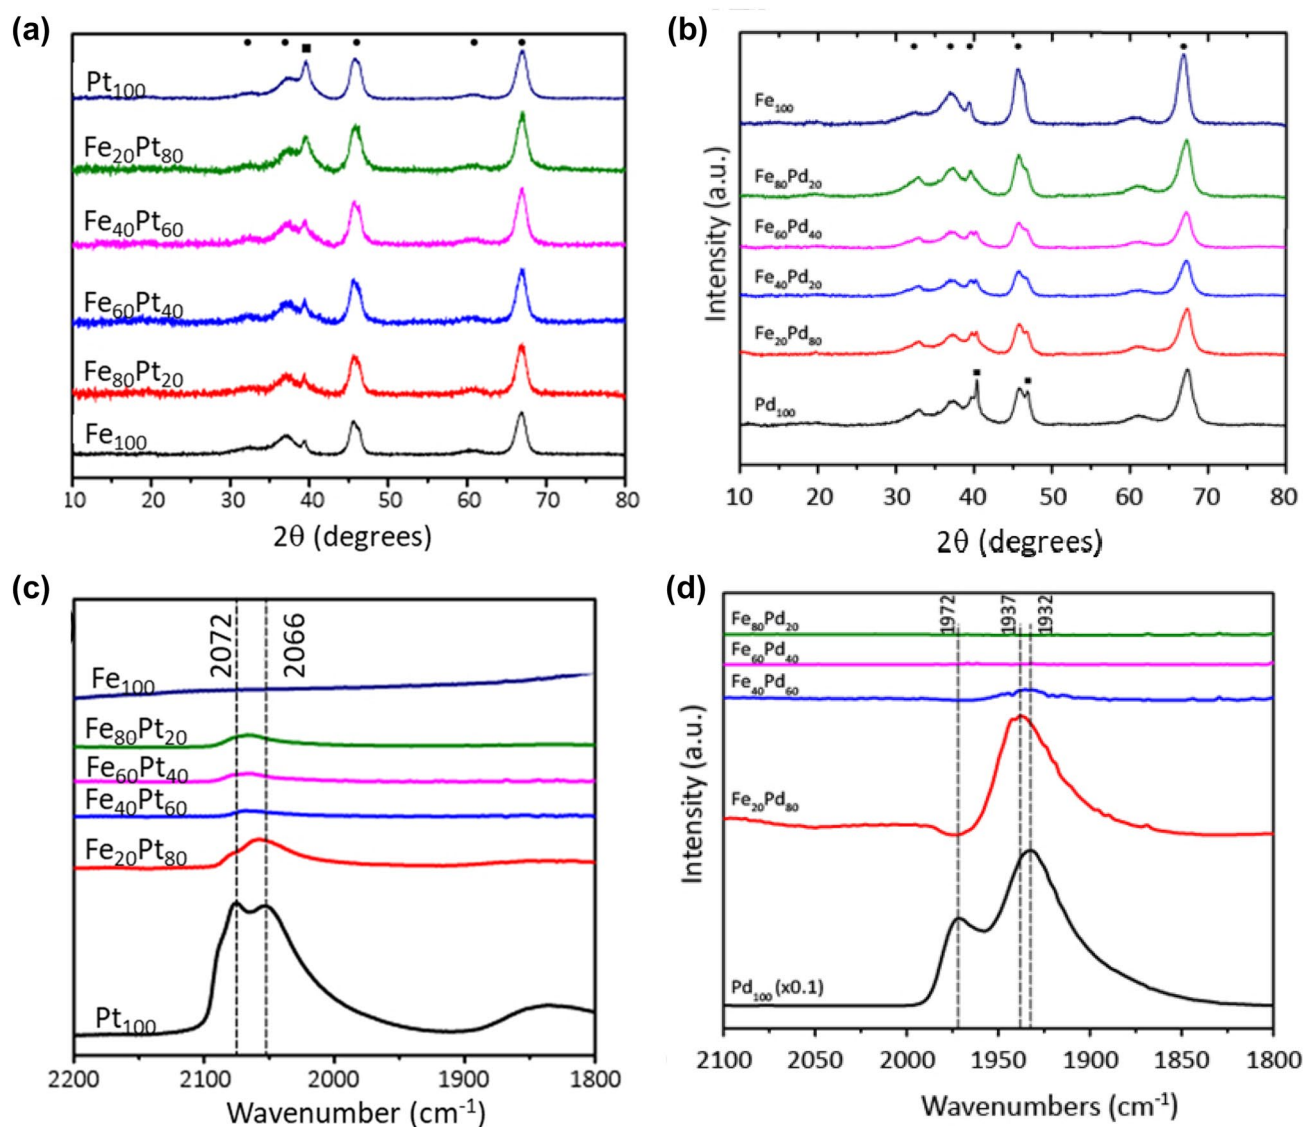 (a)
Pt100
Fe20Pt80
Fe40Pt60
Fe60Pt40
Fe80Pt20
Fe100
10 20 30 40 50 60 70 80
2θ (degrees)
(b)
Intensity (a.u.)
Fe100
Fe80Pd20
Fe60Pd40
Fe40Pd20
Fe20Pd80
Pd100
10 20 30 40 50 60 70 80
2θ (degrees)
(c)
2072
2066
Fe100
Fe80Pt20
Fe60Pt40
Fe40Pt60
Fe20Pt80
Pt100
2200 2100 2000 1900 1800
Wavenumber (cm-1)
(d)
Intensity (a.u.)
1972
1937
1932
Fe80Pd20
Fe60Pd40
Fe40Pd60
Fe20Pd80
Pd100 (x0.1)
2100 2050 2000 1950 1900 1850 1800
Wavenumbers (cm-1)